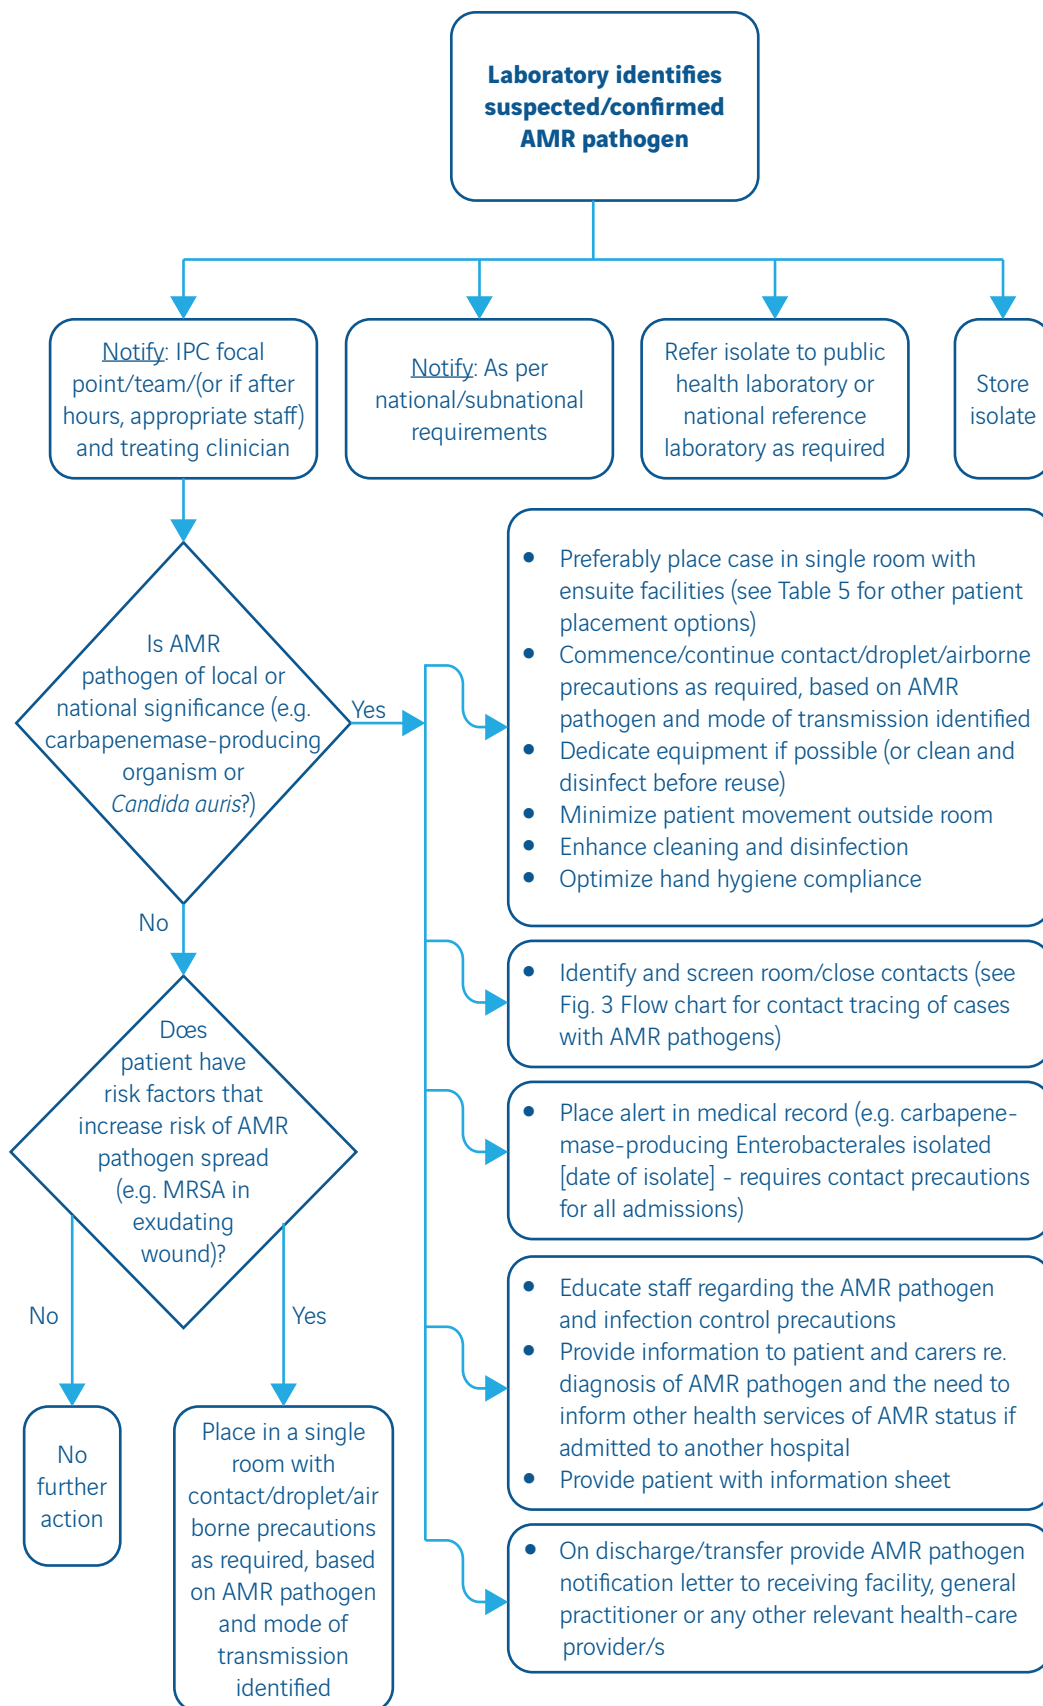 Laboratory identifies
suspected/confirmed
AMR pathogen
Notify: IPC focal
point/team/(or if after
hours, appropriate staff)
and treating clinician
Notify: As per
national/subnational
requirements
Refer isolate to public
health laboratory or
national reference
laboratory as required
Store
isolate
Is AMR
pathogen of local or
national significance (e.g.
carbapenemase-producing
organism or
Candida auris?)
Yes
No
• Preferably place case in single room with
ensuite facilities (see Table 5 for other patient
placement options)
• Commence/continue contact/droplet/airborne
precautions as required, based on AMR
pathogen and mode of transmission identified
• Dedicate equipment if possible (or clean and
disinfect before reuse)
• Minimize patient movement outside room
• Enhance cleaning and disinfection
• Optimize hand hygiene compliance
• Identify and screen room/close contacts (see
Fig. 3 Flow chart for contact tracing of cases
with AMR pathogens)
• Place alert in medical record (e.g. carbapene-
mase-producing Enterobacterales isolated
[date of isolate] - requires contact precautions
for all admissions)
• Educate staff regarding the AMR pathogen
and infection control precautions
• Provide information to patient and carers re.
diagnosis of AMR pathogen and the need to
inform other health services of AMR status if
admitted to another hospital
• Provide patient with information sheet
• On discharge/transfer provide AMR pathogen
notification letter to receiving facility, general
practitioner or any other relevant health-care
provider/s
Dœs
patient have
risk factors that
increase risk of AMR
pathogen spread
(e.g. MRSA in
exudating
wound)?
No
Yes
No
further
action
Place in a single
room with
contact/droplet/air
borne precautions
as required, based
on AMR pathogen
and mode of
transmission
identified